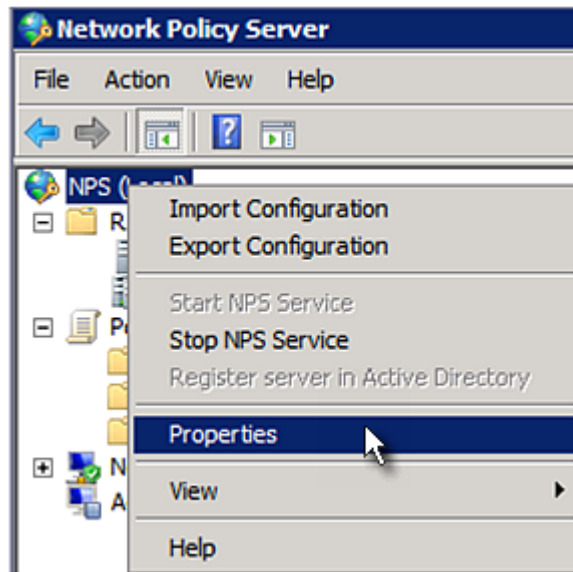 Network Policy Server
File Action View Help
NPS (Local)
Import Configuration
Export Configuration
Start NPS Service
Stop NPS Service
Register server in Active Directory
Properties
View
Help